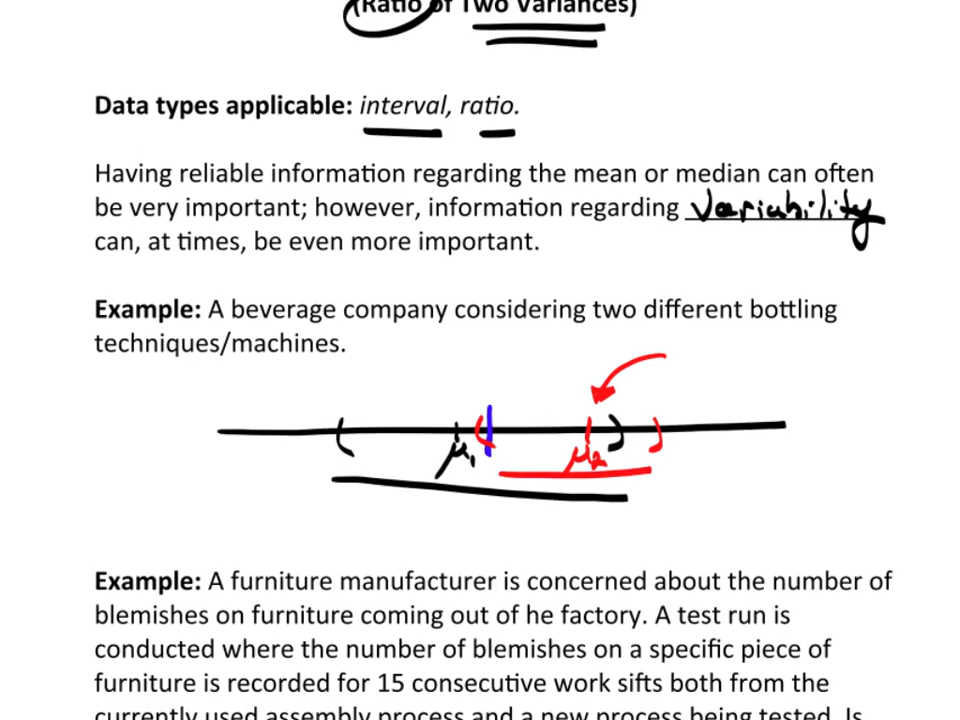 (Ratio of Two Variances)
Data types applicable: interval, ratio.
Having reliable information regarding the mean or median can often
be very important; however, information regarding variability
can, at times, be even more important.
Example: A beverage company considering two different bottling
techniques/machines.
μ₁ μ₂
Example: A furniture manufacturer is concerned about the number of
blemishes on furniture coming out of he factory. A test run is
conducted where the number of blemishes on a specific piece of
furniture is recorded for 15 consecutive work sifts both from the
currently used assembly process and a new process being tested. Is